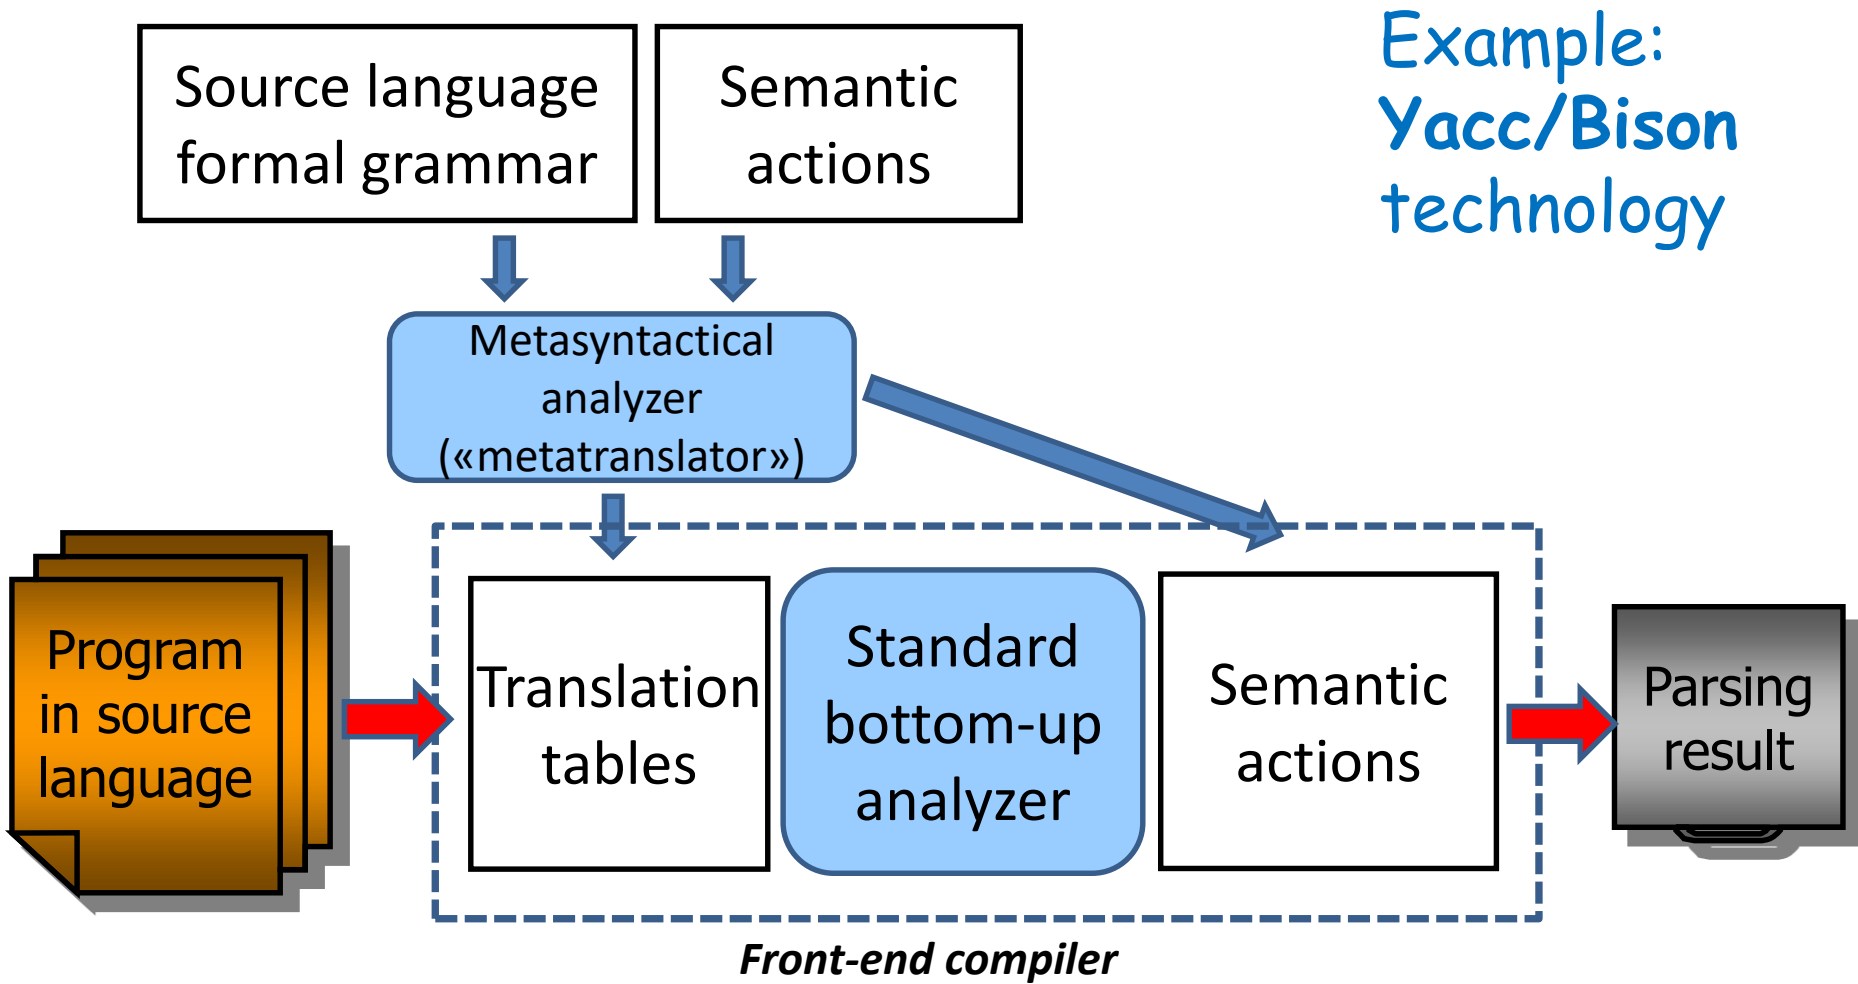 Source language
formal grammar
Semantic
actions
Example:
Yacc/Bison
technology
Metasyntactical
analyzer
(«metatranslator»)
Program
in source
language
Translation
tables
Standard
bottom-up
analyzer
Semantic
actions
Parsing
result
Front-end compiler